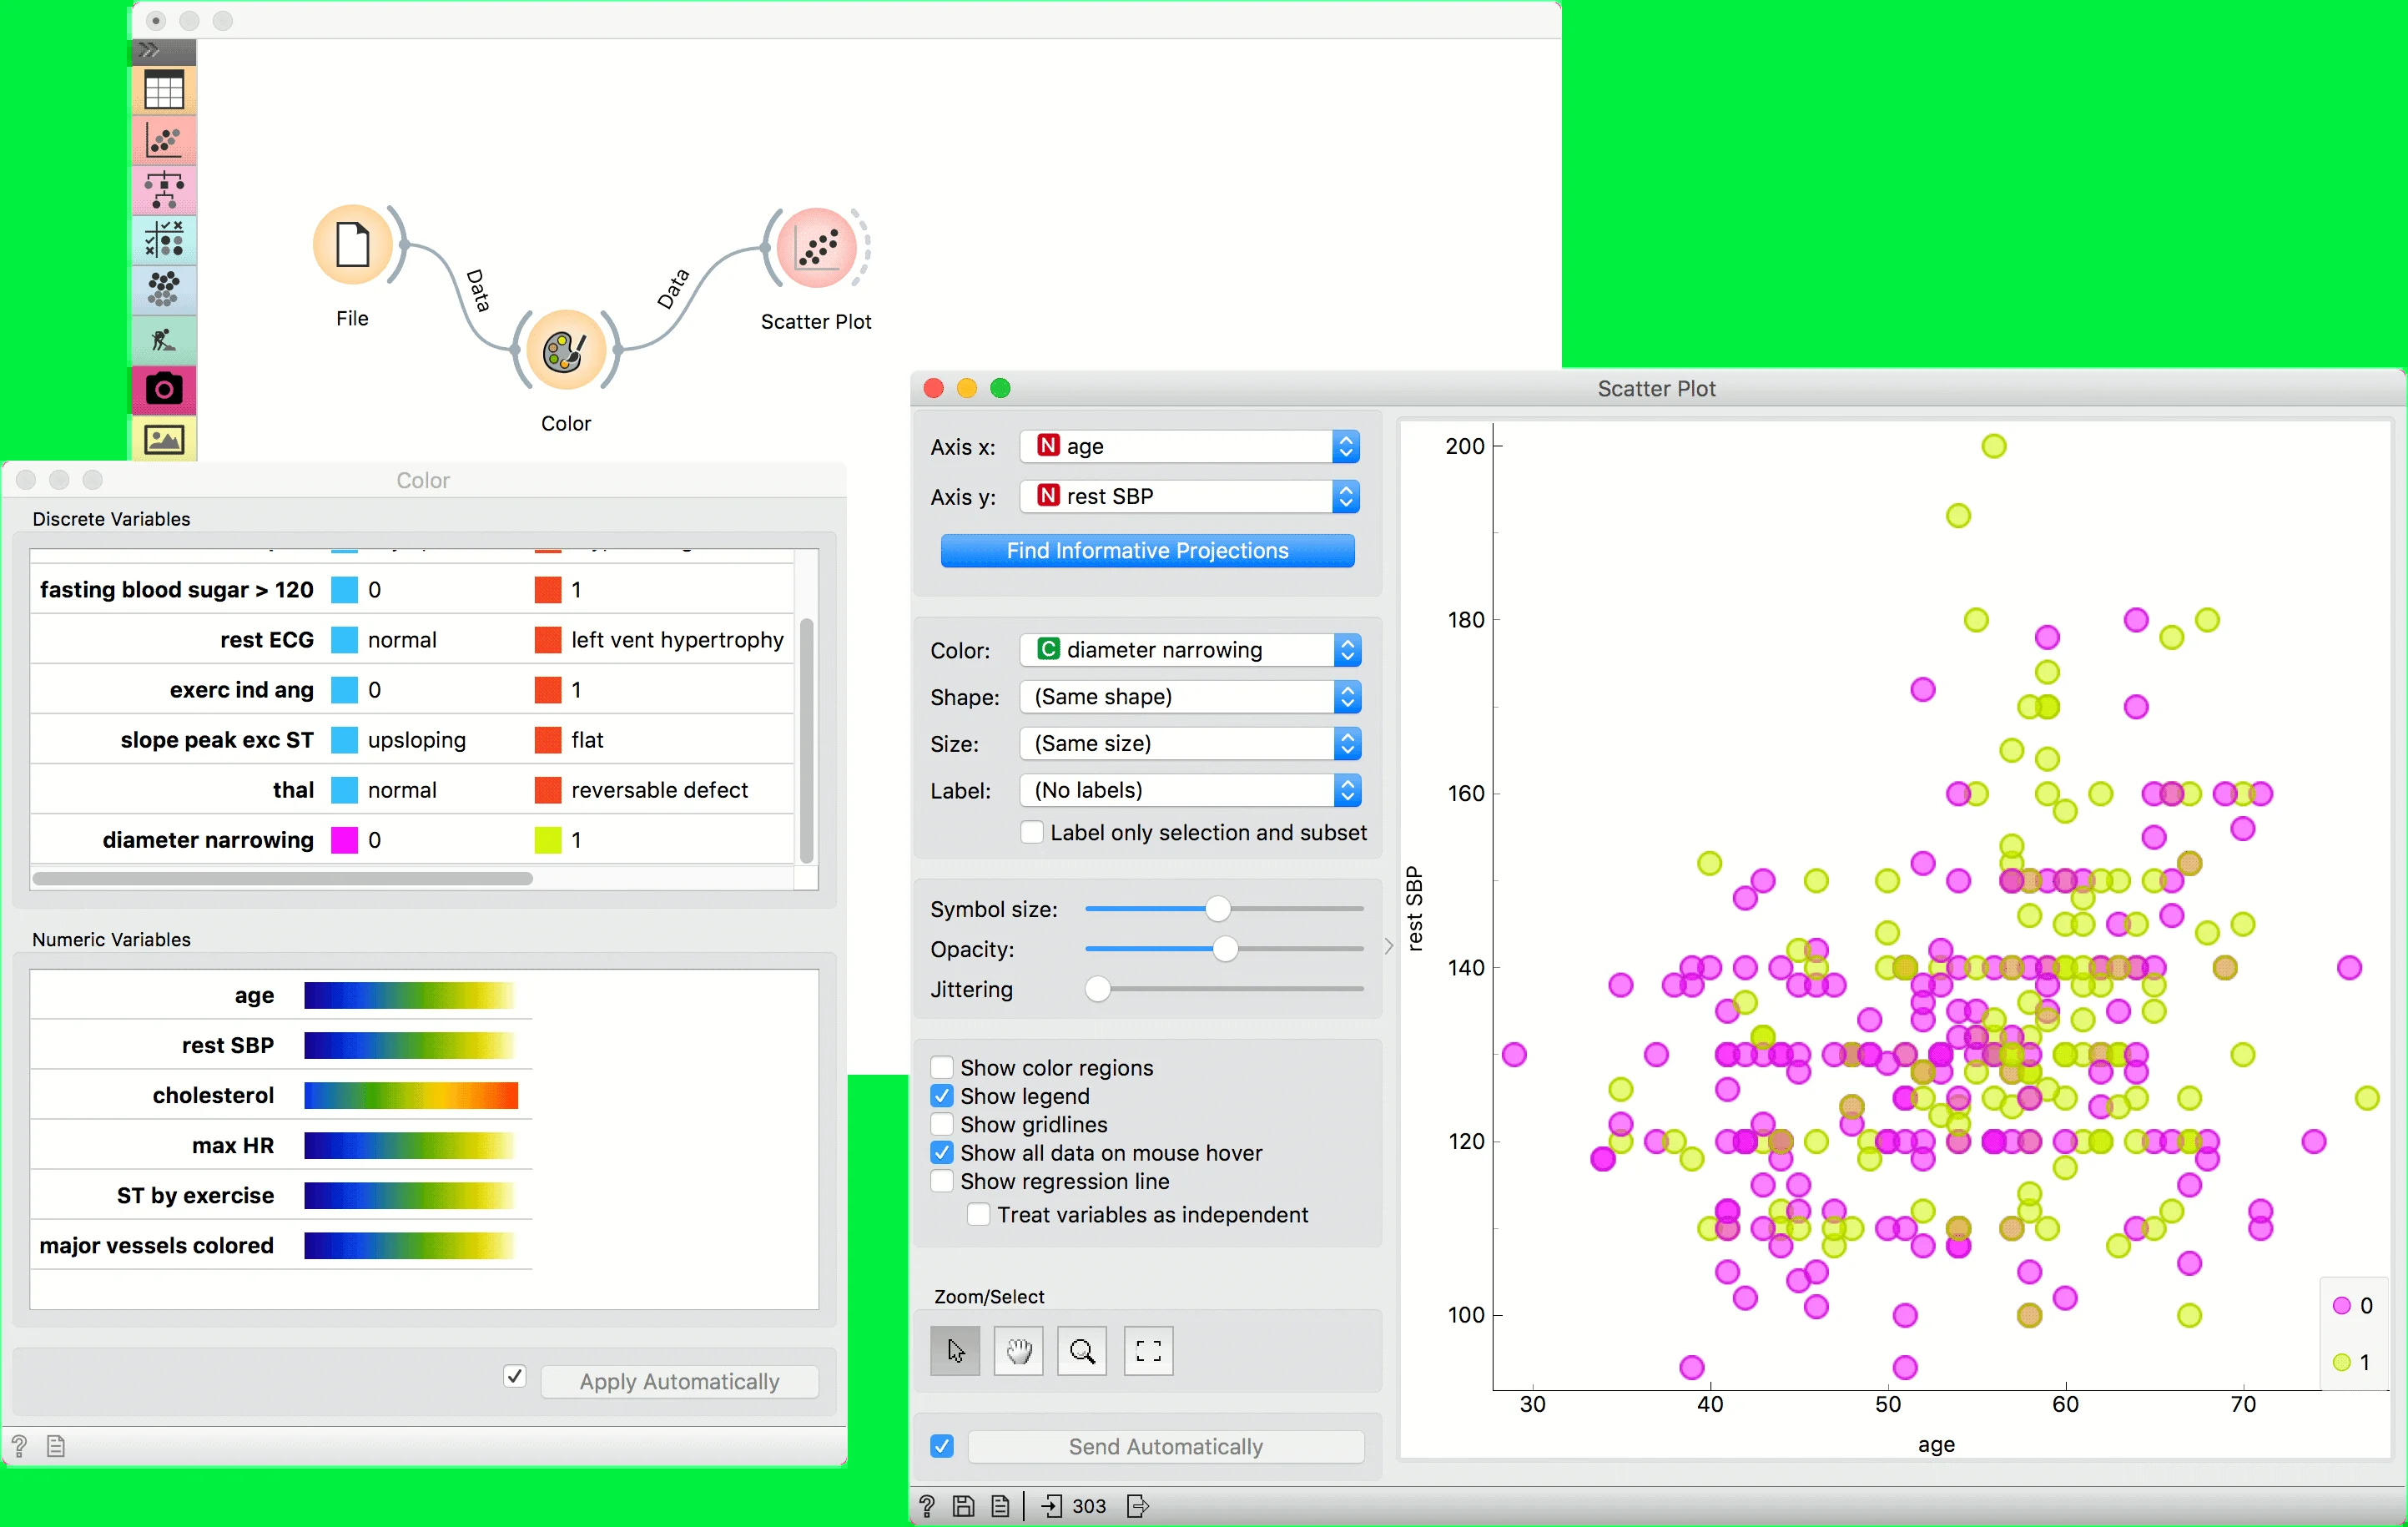 File
Data
Data
Scatter Plot
Color
Color
Discrete Variables
fasting blood sugar > 120 0 1
rest ECG normal left vent hypertrophy
exerc ind ang 0 1
slope peak exc ST upsloping flat
thal normal reversable defect
diameter narrowing 0 1
Numeric Variables
age
rest SBP
cholesterol
max HR
ST by exercise
major vessels colored
Apply Automatically
?
Scatter Plot
Axis x: N age
Axis y: N rest SBP
Find Informative Projections
Color: C diameter narrowing
Shape: (Same shape)
Size: (Same size)
Label: (No labels)
Label only selection and subset
Symbol size:
Opacity:
Jittering
Show color regions
Show legend
Show gridlines
Show all data on mouse hover
Show regression line
Treat variables as independent
Zoom/Select
Send Automatically
? 303
200
180
160
140
120
100
rest SBP
30 40 50 60 70
age
0
1